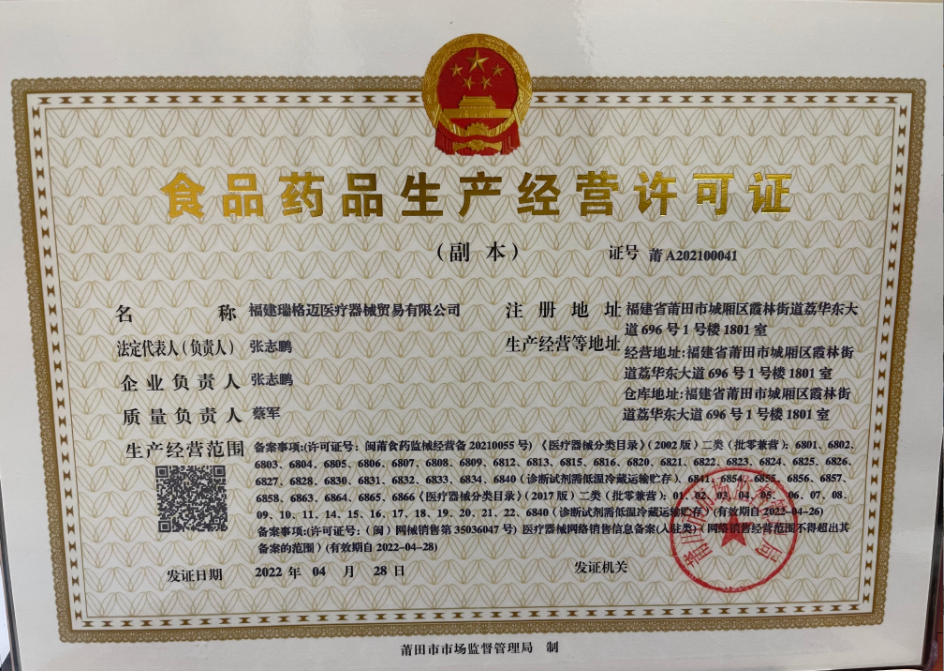 食品药品生产经营许可证
（副 本）
证号 莆A202100041
名 称 福建瑞格迈医疗器械贸易有限公司
法定代表人（负责人） 张志鹏
企业负责人 张志鹏
质量负责人 蔡军
注册地址 福建省莆田市城厢区霞林街道荔华东大
道696号1号楼1801室
生产经营等地址 经营地址:福建省莆田市城厢区霞林街
道荔华东大道696号1号楼1801室
仓库地址:福建省莆田市城厢区霞林街
道荔华东大道696号1号楼1801室
生产经营范围 备案事项:(许可证号：闽莆食药监械经营备20210055号)《医疗器械分类目录》(2002版) 二类 (批零兼营)：6801、6802、
6803、6804、6805、6806、6807、6808、6809、6812、6813、6815、6816、6820、6821、6822、6823、6824、6825、6826、
6827、6828、6830、6831、6832、6833、6834、6840 (诊断试剂需低温冷藏运输贮存)、6841、6854、6855、6856、6857、
6858、6863、6864、6865、6866《医疗器械分类目录》(2017版) 二类 (批零兼营)：01、02、03、04、05、06、07、08、
09、10、11、14、15、16、17、18、19、20、21、22、6840 (诊断试剂需低温冷藏运输贮存) (有效期自2022-04-26)
备案事项:(许可证号：（闽）网械销售第35036047号) 医疗器械网络销售信息备案(入驻类) (网络销售经营范围不得超出其
备案的范围) (有效期自2022-04-28)
发证日期 2022 年 04 月 28 日
发证机关
莆田市市场监督管理局 制